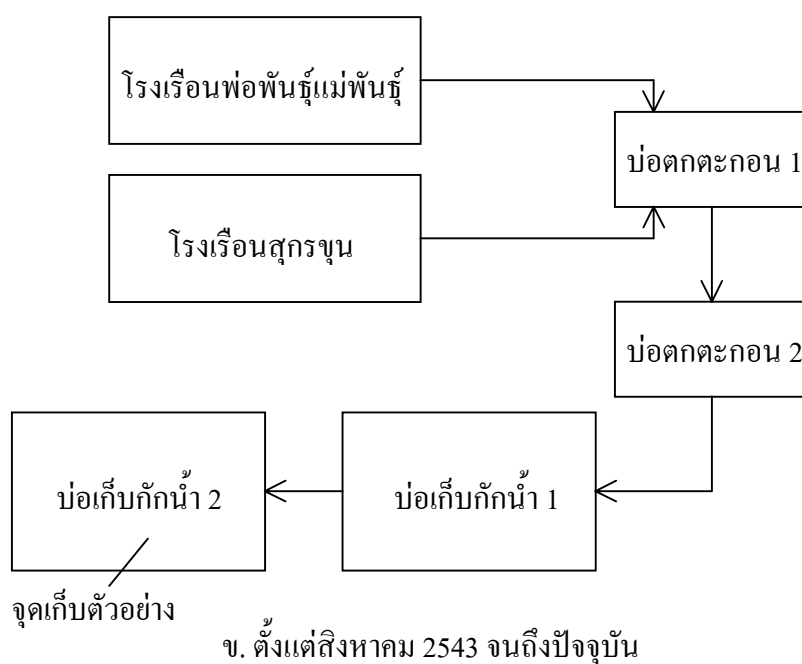 โรงเรือนพ่อพันธุ์แม่พันธุ์
บ่อตกตะกอน 1
โรงเรือนสุกรขุน
บ่อตกตะกอน 2
บ่อเก็บกักน้ำ 2
บ่อเก็บกักน้ำ 1
จุดเก็บตัวอย่าง
ข. ตั้งแต่สิงหาคม 2543 จนถึงปัจจุบัน